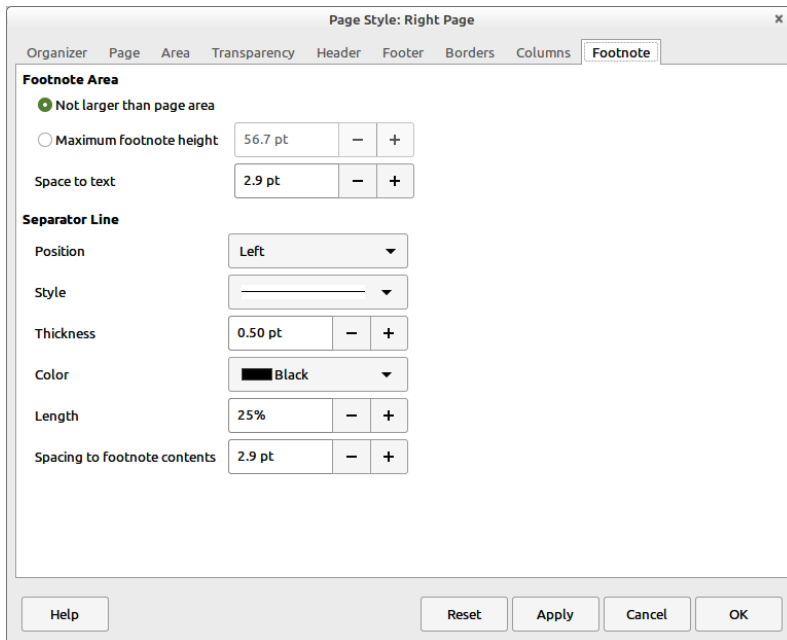 Page Style: Right Page x
Organizer Page Area Transparency Header Footer Borders Columns Footnote
Footnote Area
Not larger than page area
Maximum footnote height 56.7 pt − +
Space to text 2.9 pt − +
Separator Line
Position Left
Style
Thickness 0.50 pt − +
Color Black
Length 25% − +
Spacing to footnote contents 2.9 pt − +
Help Reset Apply Cancel OK